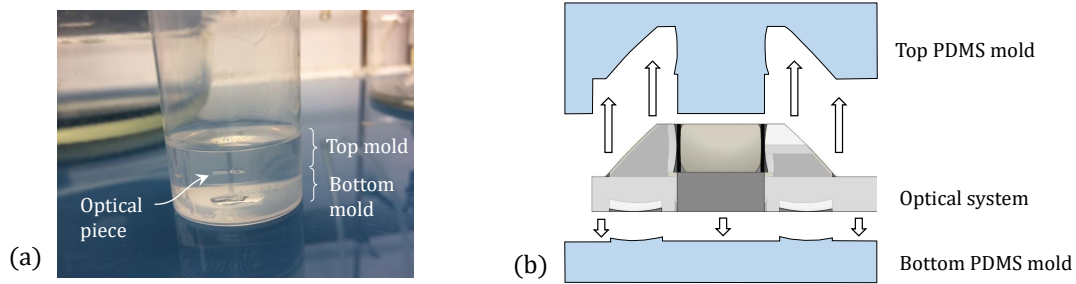 Top mold
Bottom
mold
Optical
piece
(a)
Top PDMS mold
Optical system
Bottom PDMS mold
(b)